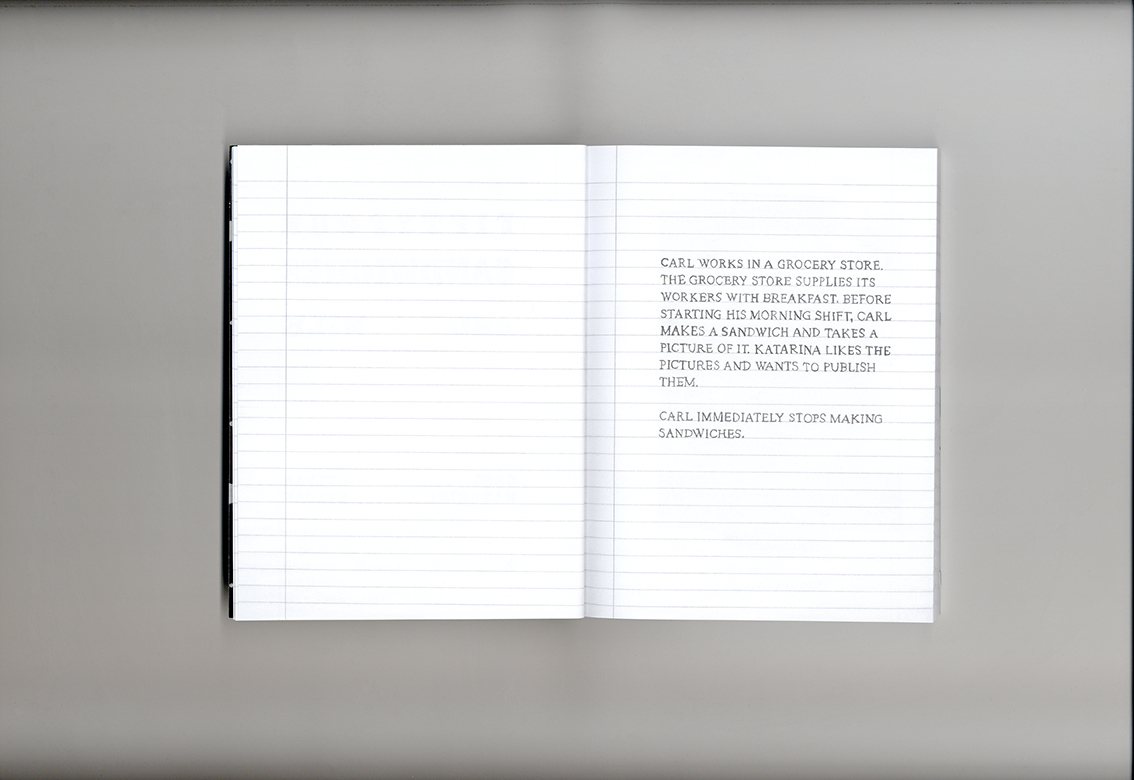 CARL WORKS IN A GROCERY STORE.
THE GROCERY STORE SUPPLIES ITS
WORKERS WITH BREAKFAST. BEFORE
STARTING HIS MORNING SHIFT, CARL
MAKES A SANDWICH AND TAKES A
PICTURE OF IT. KATARINA LIKES THE
PICTURES AND WANTS TO PUBLISH
THEM.
CARL IMMEDIATELY STOPS MAKING
SANDWICHES.